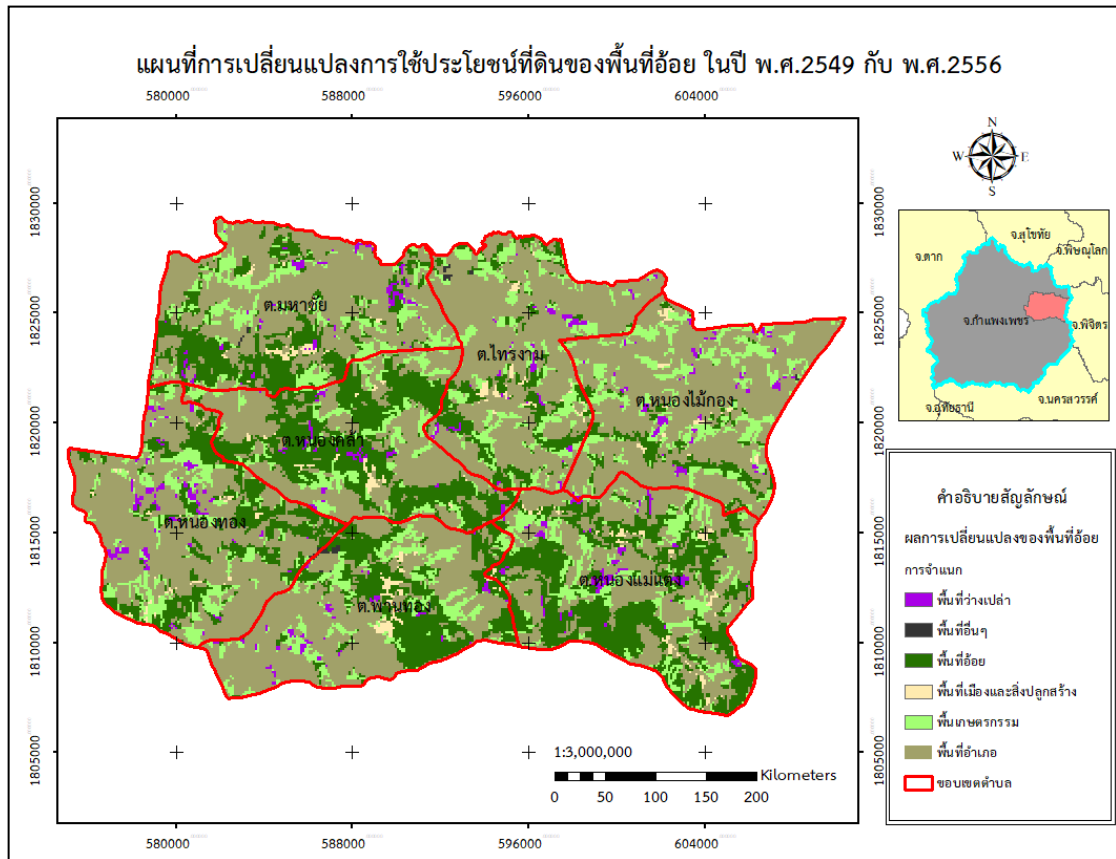 แผนที่การเปลี่ยนแปลงการใช้ประโยชน์ที่ดินของพื้นที่อ้อย ในปี พ.ศ.2549 กับ พ.ศ.2556
580000 588000 596000 604000
1830000 1830000
1825000 1825000
1820000 1820000
1815000 1815000
1810000 1810000
1805000 1805000
ต.มหาชัย
ต.ไทรงาม
ต.หนองไม้กอง
ต.หนองคล้า
ต.หนองทอง
ต.หนองแม่แตง
ต.พานทอง
1:3,000,000
Kilometers
0 50 100 150 200
580000 588000 596000 604000
N
W E
S
จ.สุโขทัย
จ.ตาก
จ.พิษณุโลก
จ.กำแพงเพชร
จ.พิจิตร
จ.นครสวรรค์
จ.อุทัยธานี
คำอธิบายสัญลักษณ์
ผลการเปลี่ยนแปลงของพื้นที่อ้อย
การจำแนก
พื้นที่ว่างเปล่า
พื้นที่อื่นๆ
พื้นที่อ้อย
พื้นที่เมืองและสิ่งปลูกสร้าง
พื้นเกษตรกรรม
พื้นที่อำเภอ
ขอบเขตตำบล